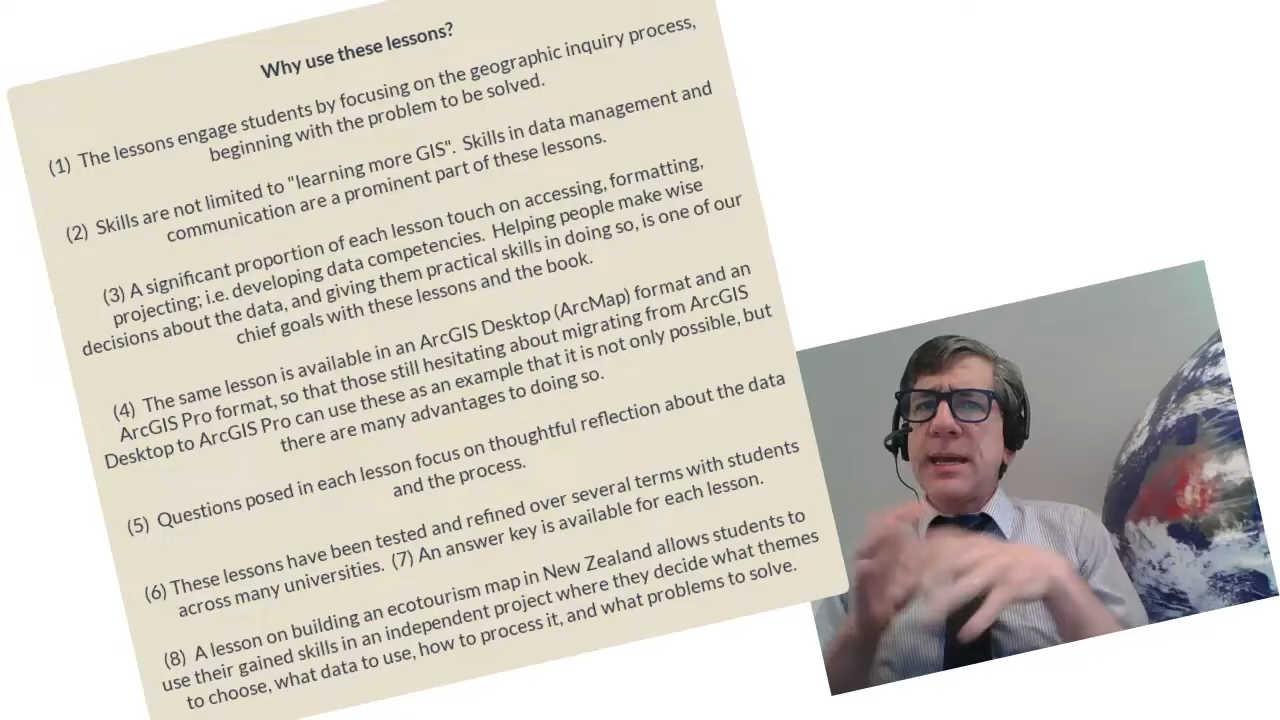 Why use these lessons?
(1) The lessons engage students by focusing on the geographic inquiry process,
beginning with the problem to be solved.
(2) Skills are not limited to "learning more GIS". Skills in data management and
communication are a prominent part of these lessons.
(3) A significant proportion of each lesson touch on accessing, formatting,
projecting; i.e. developing data competencies. Helping people make wise
decisions about the data, and giving them practical skills in doing so, is one of our
chief goals with these lessons and the book.
(4) The same lesson is available in an ArcGIS Desktop (ArcMap) format and an
ArcGIS Pro format, so that those still hesitating about migrating from ArcGIS
Desktop to ArcGIS Pro can use these as an example that it is not only possible, but
there are many advantages to doing so.
(5) Questions posed in each lesson focus on thoughtful reflection about the data
and the process.
(6) These lessons have been tested and refined over several terms with students
across many universities. (7) An answer key is available for each lesson.
(8) A lesson on building an ecotourism map in New Zealand allows students to
use their gained skills in an independent project where they decide what themes
to choose, what data to use, how to process it, and what problems to solve.